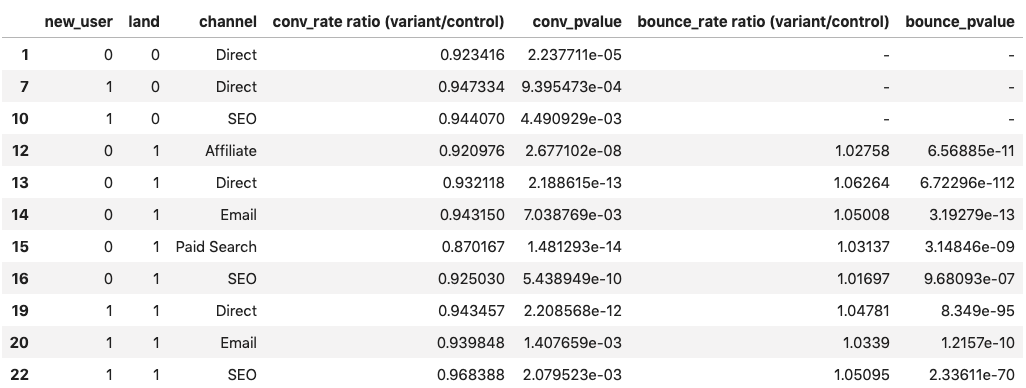 new_user land channel conv_rate ratio (variant/control) conv_pvalue bounce_rate ratio (variant/control) bounce_pvalue
1 0 0 Direct 0.923416 2.237711e-05 - -
7 1 0 Direct 0.947334 9.395473e-04 - -
10 1 0 SEO 0.944070 4.490929e-03 - -
12 0 1 Affiliate 0.920976 2.677102e-08 1.02758 6.56885e-11
13 0 1 Direct 0.932118 2.188615e-13 1.06264 6.72296e-112
14 0 1 Email 0.943150 7.038769e-03 1.05008 3.19279e-13
15 0 1 Paid Search 0.870167 1.481293e-14 1.03137 3.14846e-09
16 0 1 SEO 0.925030 5.438949e-10 1.01697 9.68093e-07
19 1 1 Direct 0.943457 2.208568e-12 1.04781 8.349e-95
20 1 1 Email 0.939848 1.407659e-03 1.0339 1.2157e-10
22 1 1 SEO 0.968388 2.079523e-03 1.05095 2.33611e-70